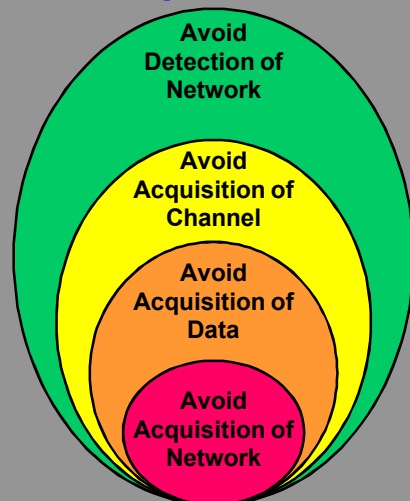 Avoid
Detection of
Network
Avoid
Acquisition of
Channel
Avoid
Acquisition of
Data
Avoid
Acquisition of
Network